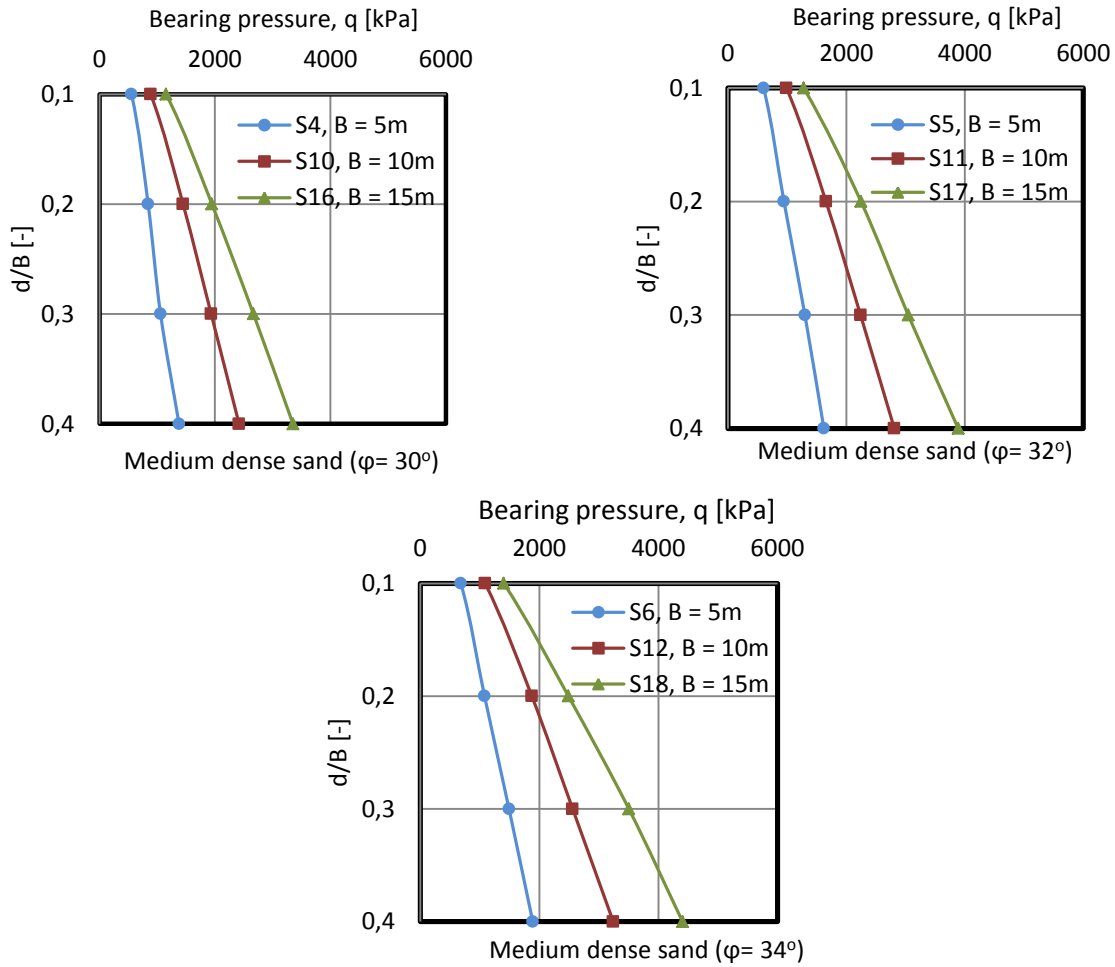 Bearing pressure, q [kPa]
0 2000 4000 6000
0,1
0,2
0,3
0,4
d/B [-]
S4, B = 5m
S10, B = 10m
S16, B = 15m
Medium dense sand (φ= 30°)
Bearing pressure, q [kPa]
0 2000 4000 6000
0,1
0,2
0,3
0,4
d/B [-]
S5, B = 5m
S11, B = 10m
S17, B = 15m
Medium dense sand (φ= 32°)
Bearing pressure, q [kPa]
0 2000 4000 6000
0,1
0,2
0,3
0,4
d/B [-]
S6, B = 5m
S12, B = 10m
S18, B = 15m
Medium dense sand (φ= 34°)